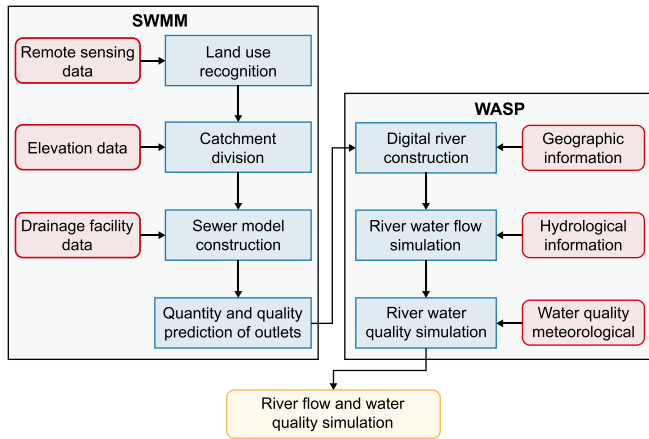 SWMM
Remote sensing
data
Land use
recognition
Elevation data
Catchment
division
Drainage facility
data
Sewer model
construction
Quantity and quality
prediction of outlets
WASP
Digital river
construction
Geographic
information
River water flow
simulation
Hydrological
information
River water
quality simulation
Water quality
meteorological
River flow and water
quality simulation